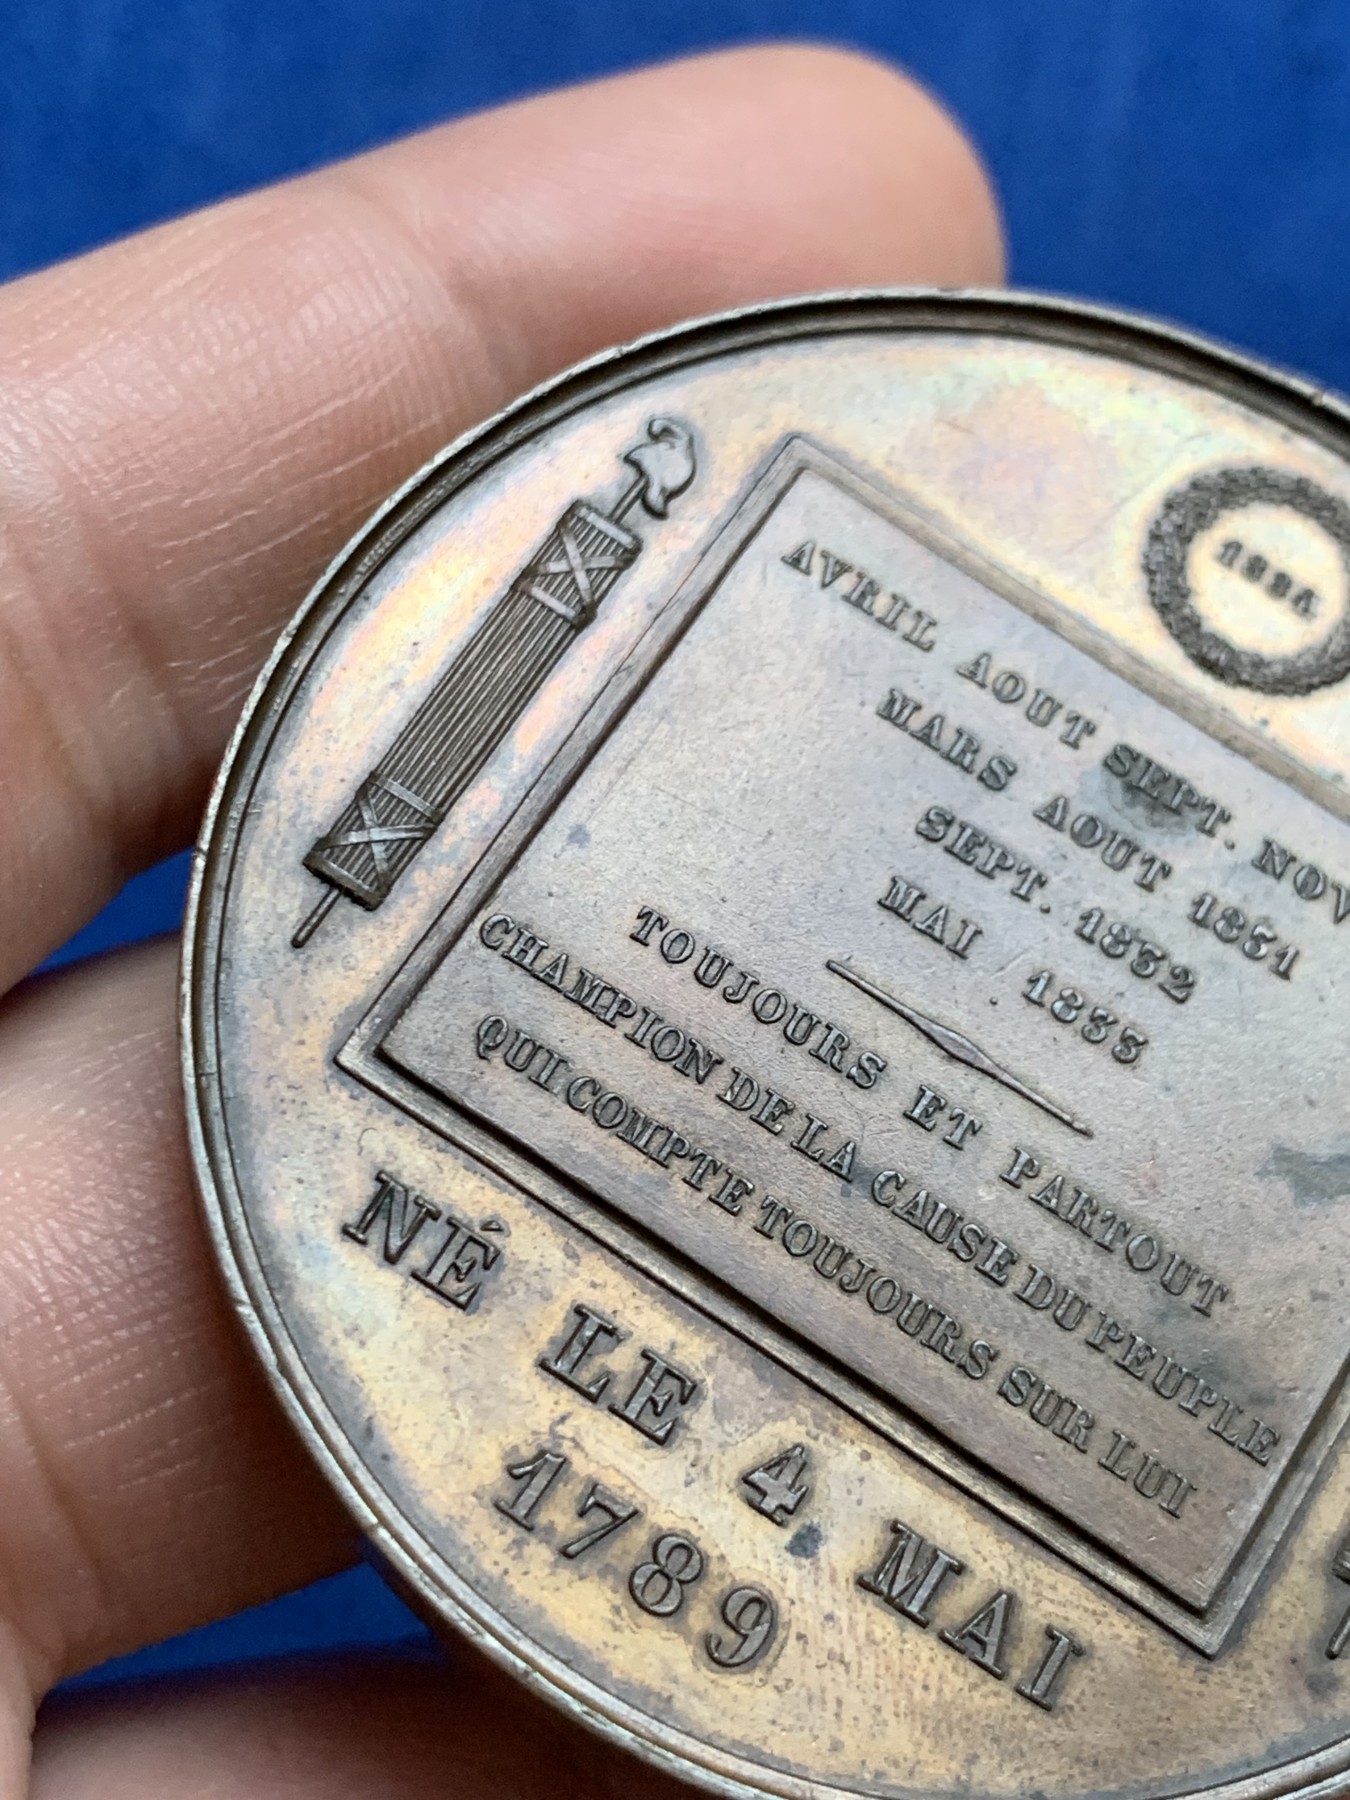 1834
AVRIL AOUT SEPT. NOV
MARS AOUT 1831
SEPT. 1832
MAI 1833
TOUJOURS ET PARTOUT
CHAMPION DE LA CAUSE DU PEUPLE
QUI COMPTE TOUJOURS SUR LUI
NÉ LE 4 MAI
1789